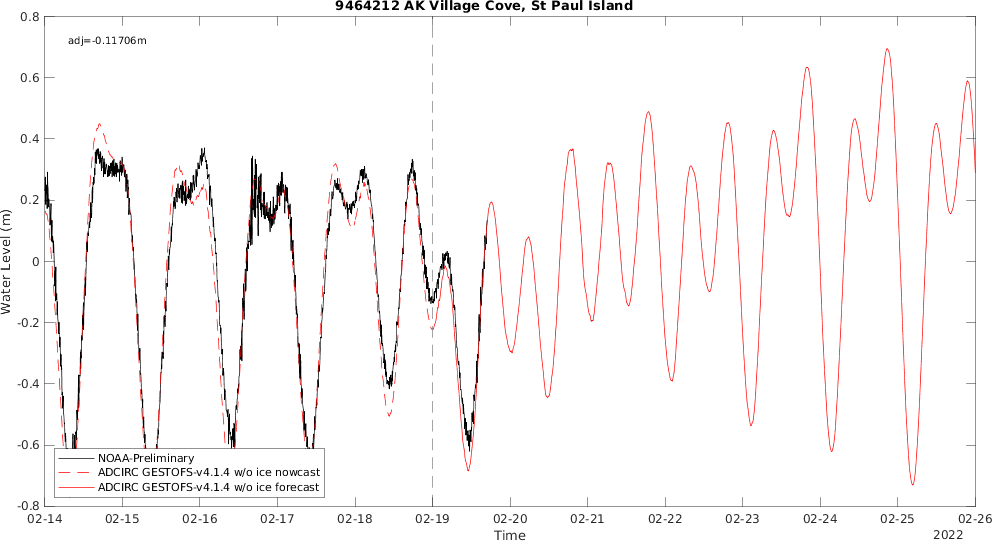 9464212 AK Village Cove, St Paul Island
adj=-0.11706m
0.8
0.6
0.4
0.2
0
-0.2
-0.4
-0.6
-0.8
Water Level (m)
NOAA-Preliminary
ADCIRC GESTOFS-v4.1.4 w/o ice nowcast
ADCIRC GESTOFS-v4.1.4 w/o ice forecast
02-14 02-15 02-16 02-17 02-18 02-19 02-20 02-21 02-22 02-23 02-24 02-25 02-26
Time
2022